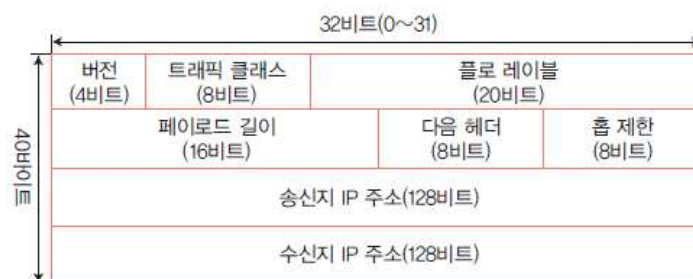 32비트(0~31)
버전
(4비트)
트래픽 클래스
(8비트)
플로 레이블
(20비트)
40바이트
페이로드 길이
(16비트)
다음 헤더
(8비트)
홉 제한
(8비트)
송신지 IP 주소(128비트)
수신지 IP 주소(128비트)